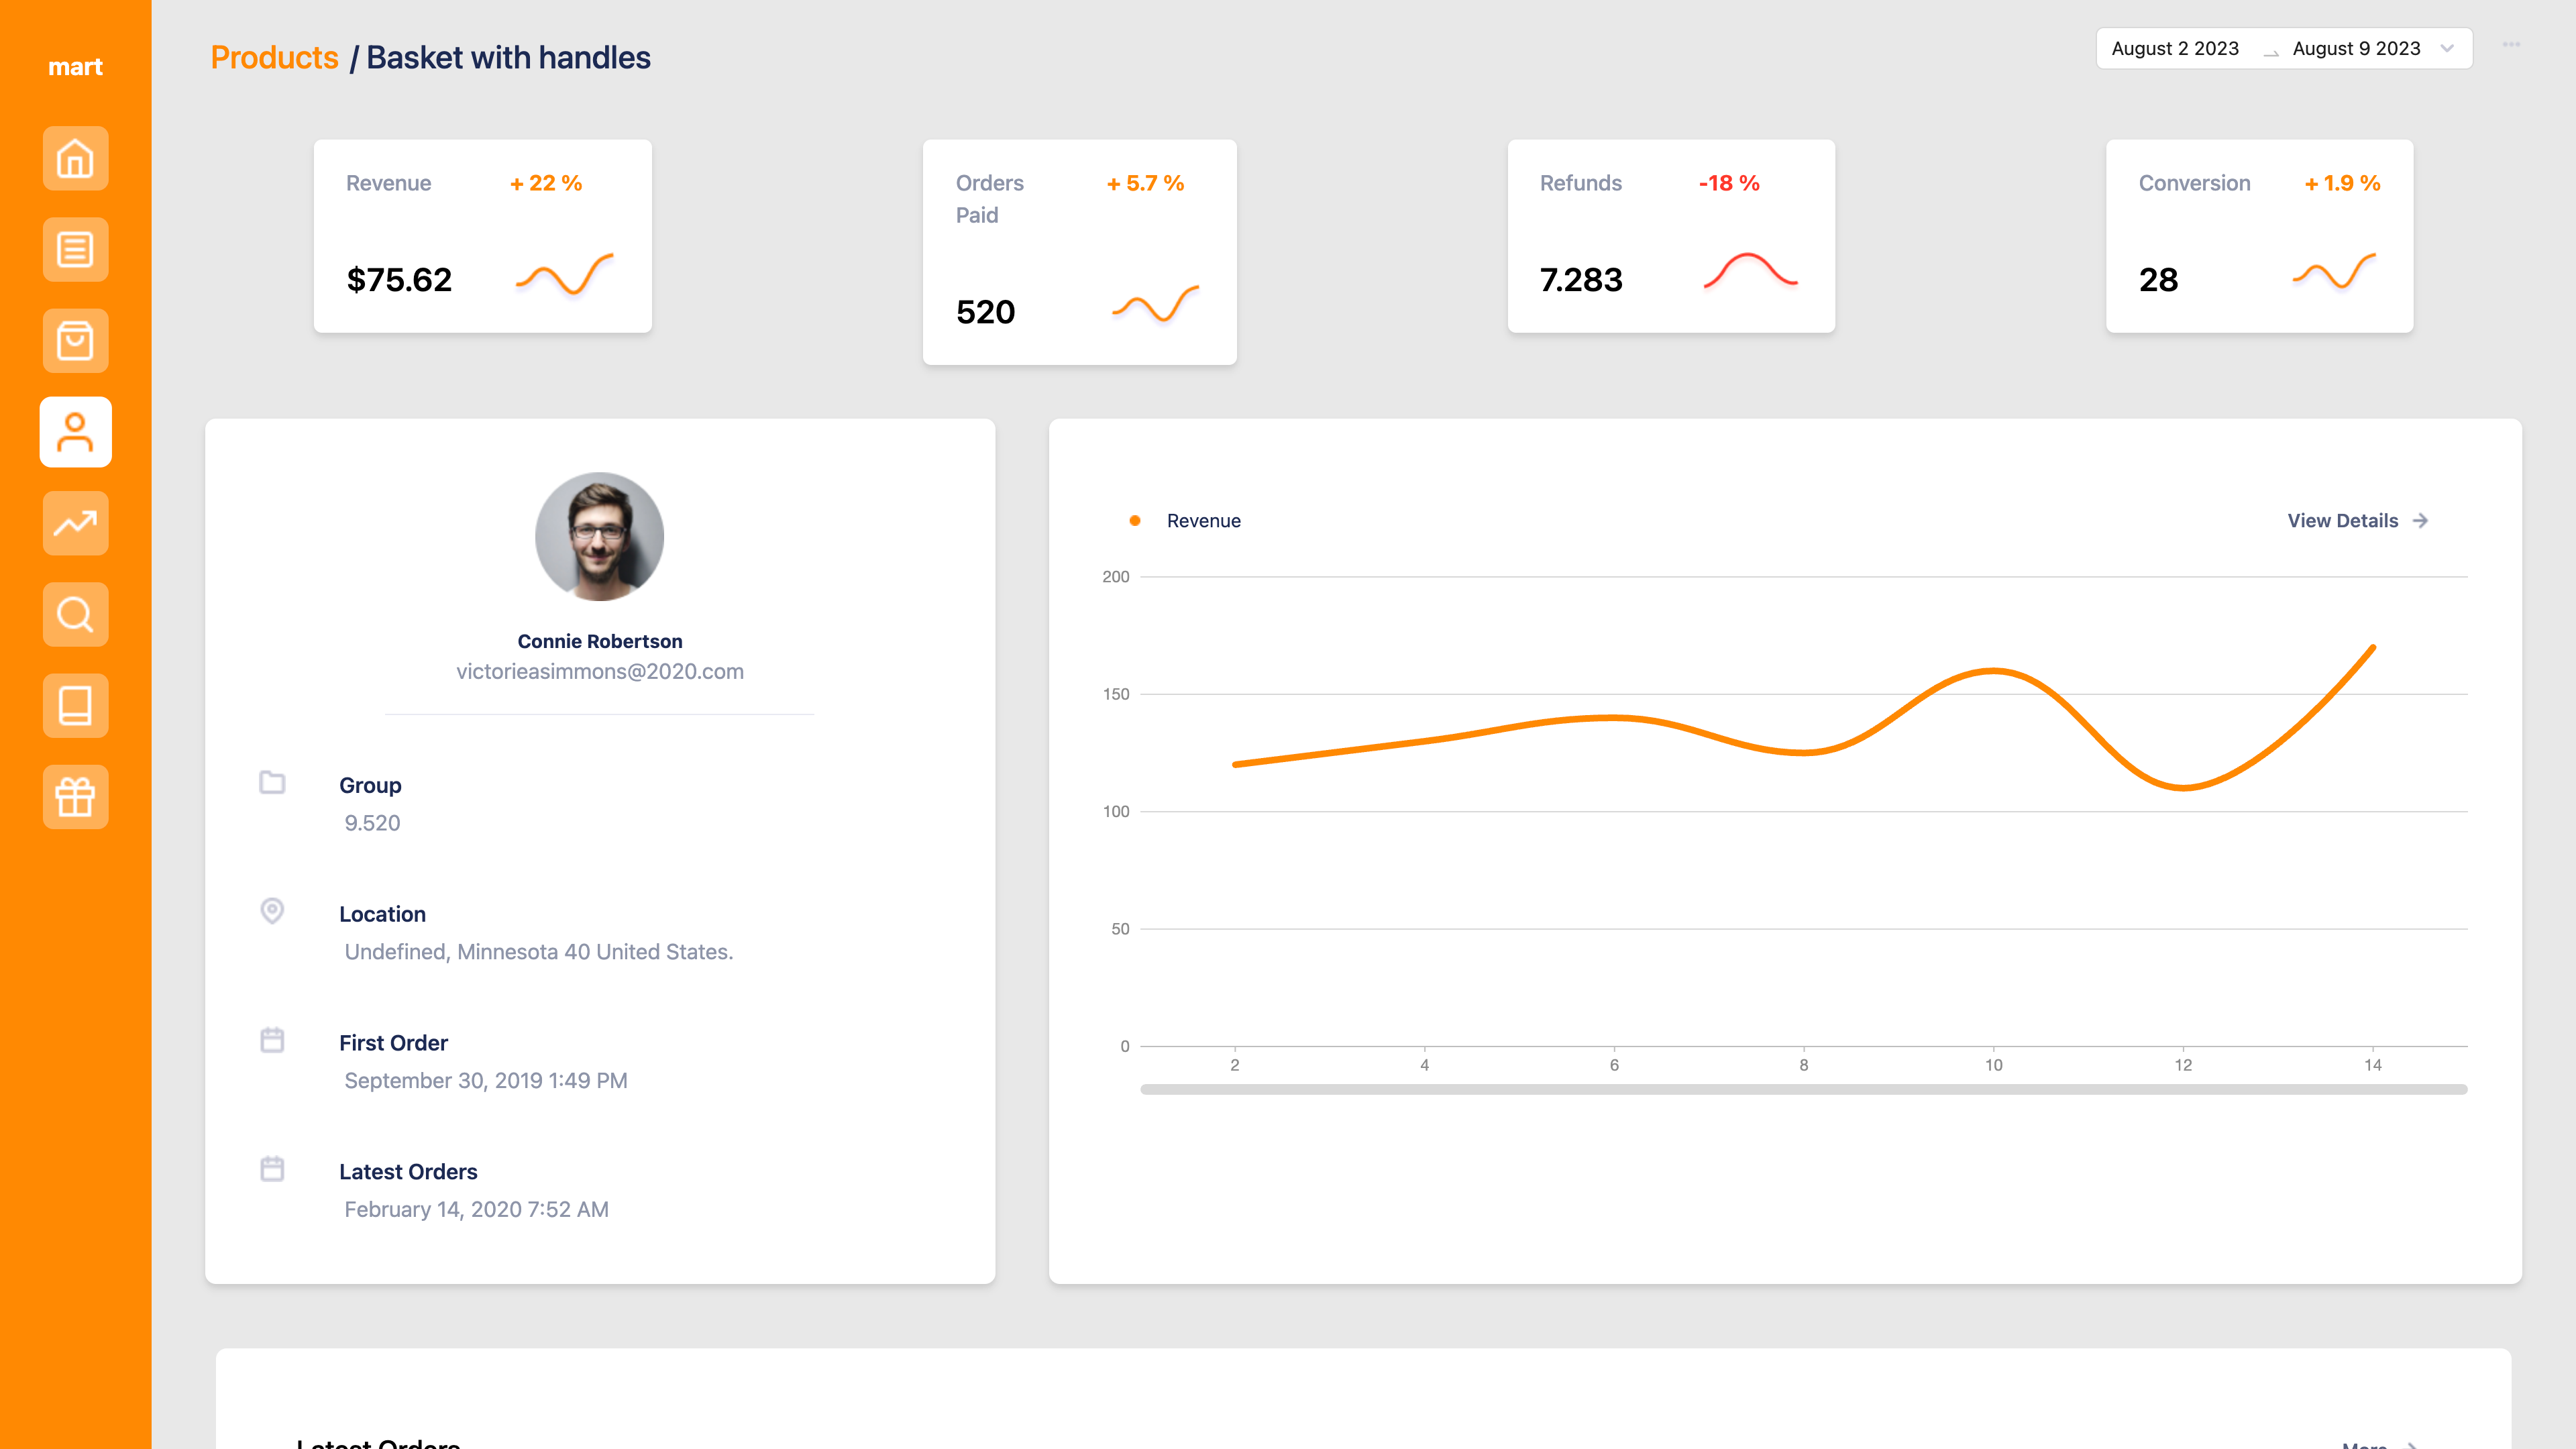 mart
Products / Basket with handles
August 2 2023 → August 9 2023
Revenue + 22 %
$75.62
Orders Paid + 5.7 %
520
Refunds -18 %
7.283
Conversion + 1.9 %
28
Connie Robertson
victorieasimmons@2020.com
Group
9.520
Location
Undefined, Minnesota 40 United States.
First Order
September 30, 2019 1:49 PM
Latest Orders
February 14, 2020 7:52 AM
Revenue
View Details
200
150
100
50
0
2 4 6 8 10 12 14
Latest Orders
More